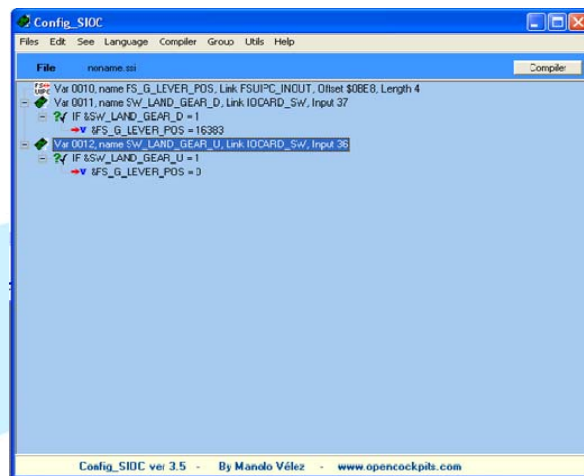 Config_SIOC
Files Edit See Language Compiler Group Utils Help
File noname.ssi Compiler
FS UIPC Var 0010, name FS_G_LEVER_POS, Link FSUIPC_INOUT, Offset $0BE8, Length 4
Var 0011, name SW_LAND_GEAR_D, Link IOCARD_SW, Input 37
IF &SW_LAND_GEAR_D = 1
V &FS_G_LEVER_POS = 16383
Var 0012, name SW_LAND_GEAR_U, Link IOCARD_SW, Input 36
IF &SW_LAND_GEAR_U = 1
V &FS_G_LEVER_POS = 0
Config_SIOC ver 3.5 - By Manolo Vélez - www.opencockpits.com